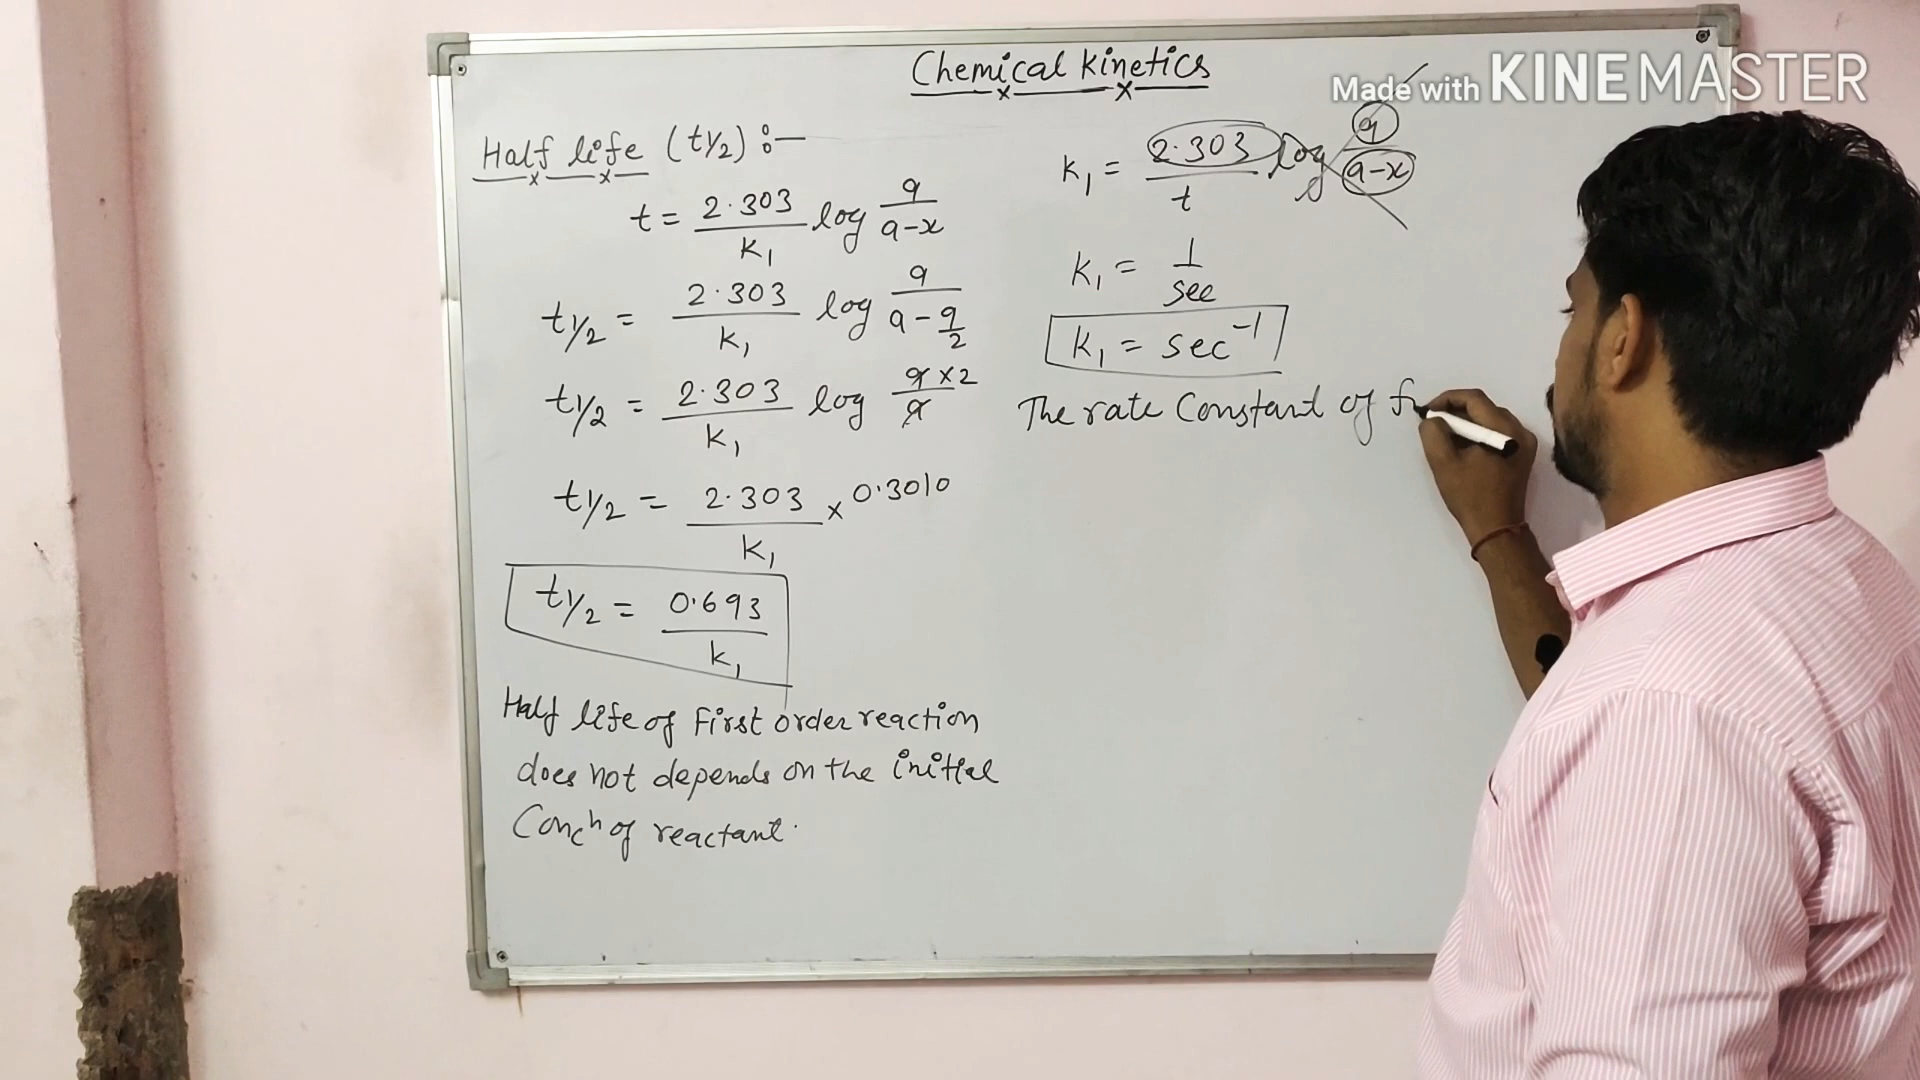 Chemical kinetics
Made with KINEMASTER
Half life (t1/2) :-
t = 2.303/K1 log a/a-x
t1/2 = 2.303/K1 log a/a-a/2
t1/2 = 2.303/K1 log a×2/a
t1/2 = 2.303/K1 × 0.3010
t1/2 = 0.693/K1
Half life of First order reaction
does not depends on the initial
Concn of reactant.
K1 = 2.303/t log a/a-x
K1 = 1/sec
K1 = sec^-1
The rate Constant of